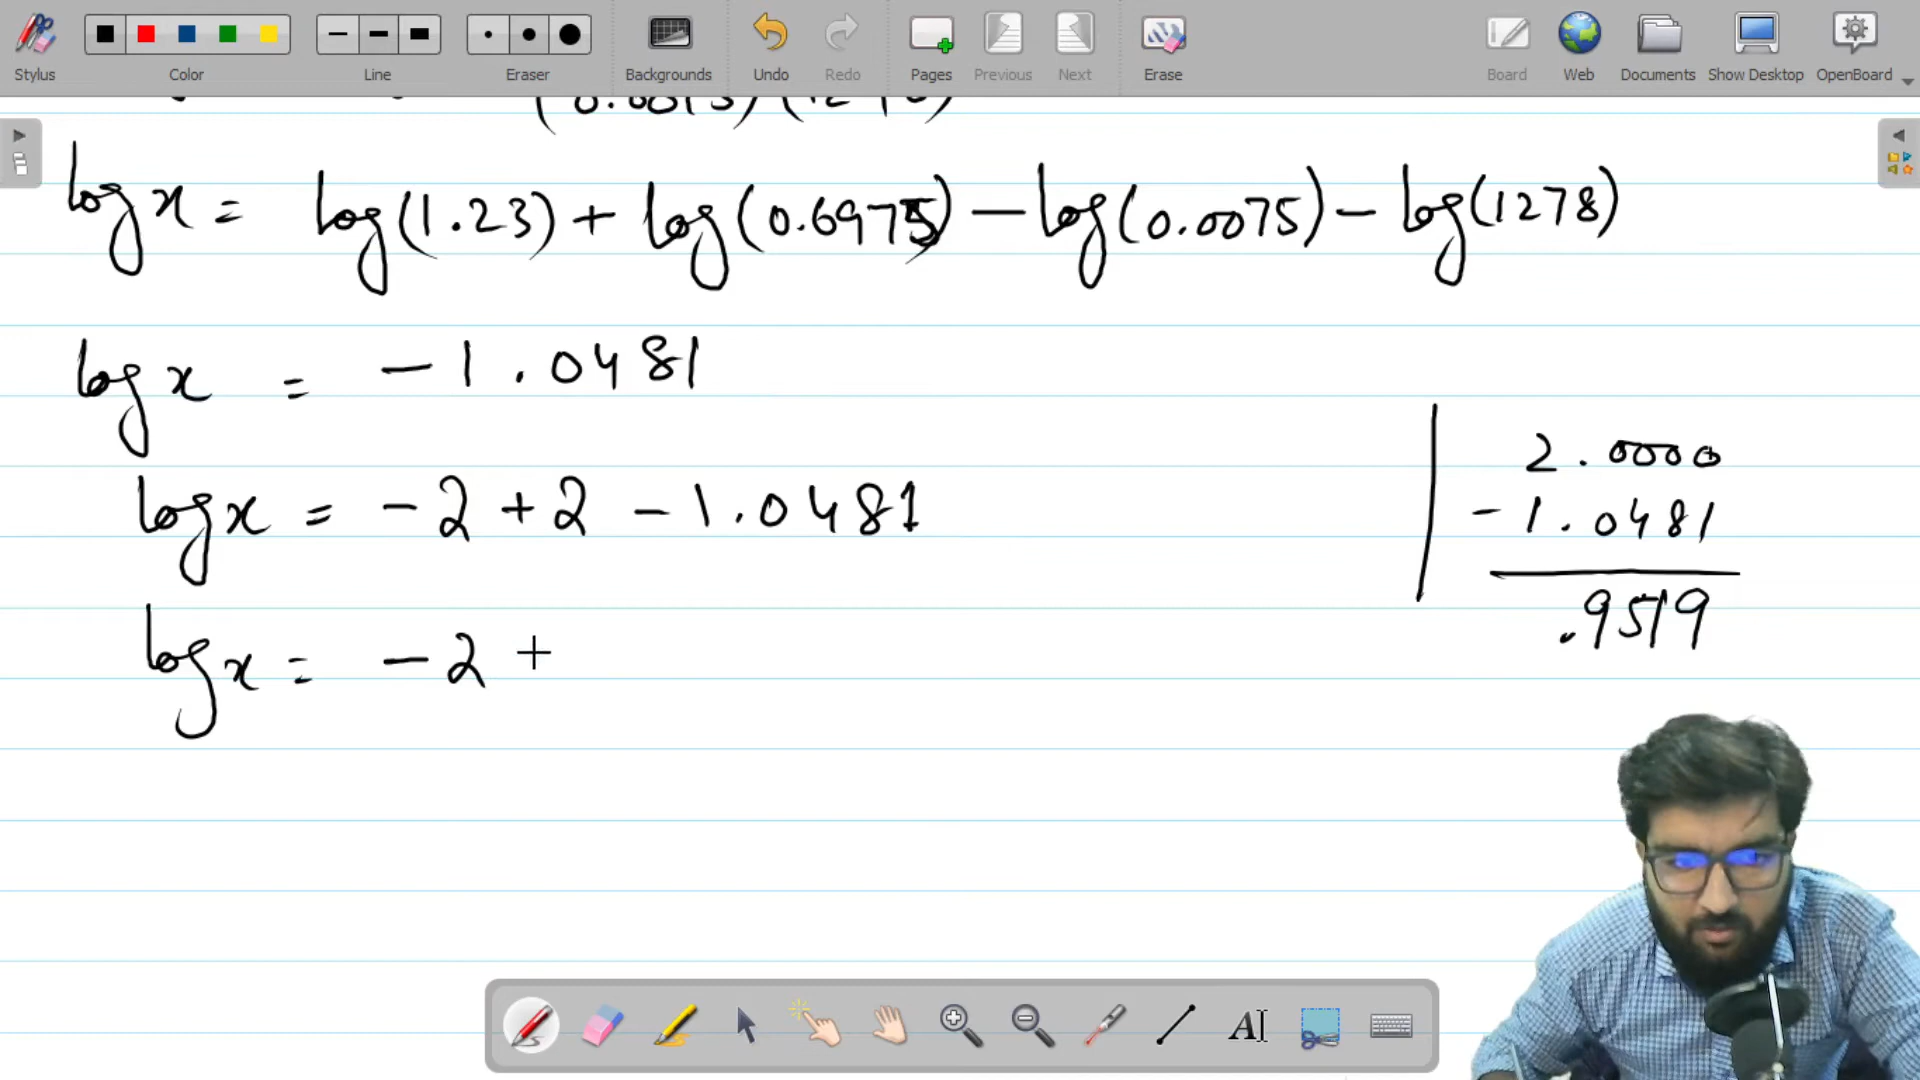 Stylus Color Line Eraser Backgrounds Undo Redo Pages Previous Next Erase Board Web Documents Show Desktop OpenBoard
log x = log(1.23) + log(0.6975) - log(0.0075) - log(1278)
log x = - 1.0481
2.0000
log x = - 2 + 2 - 1.0481
- 1.0481
.9519
log x = - 2 +